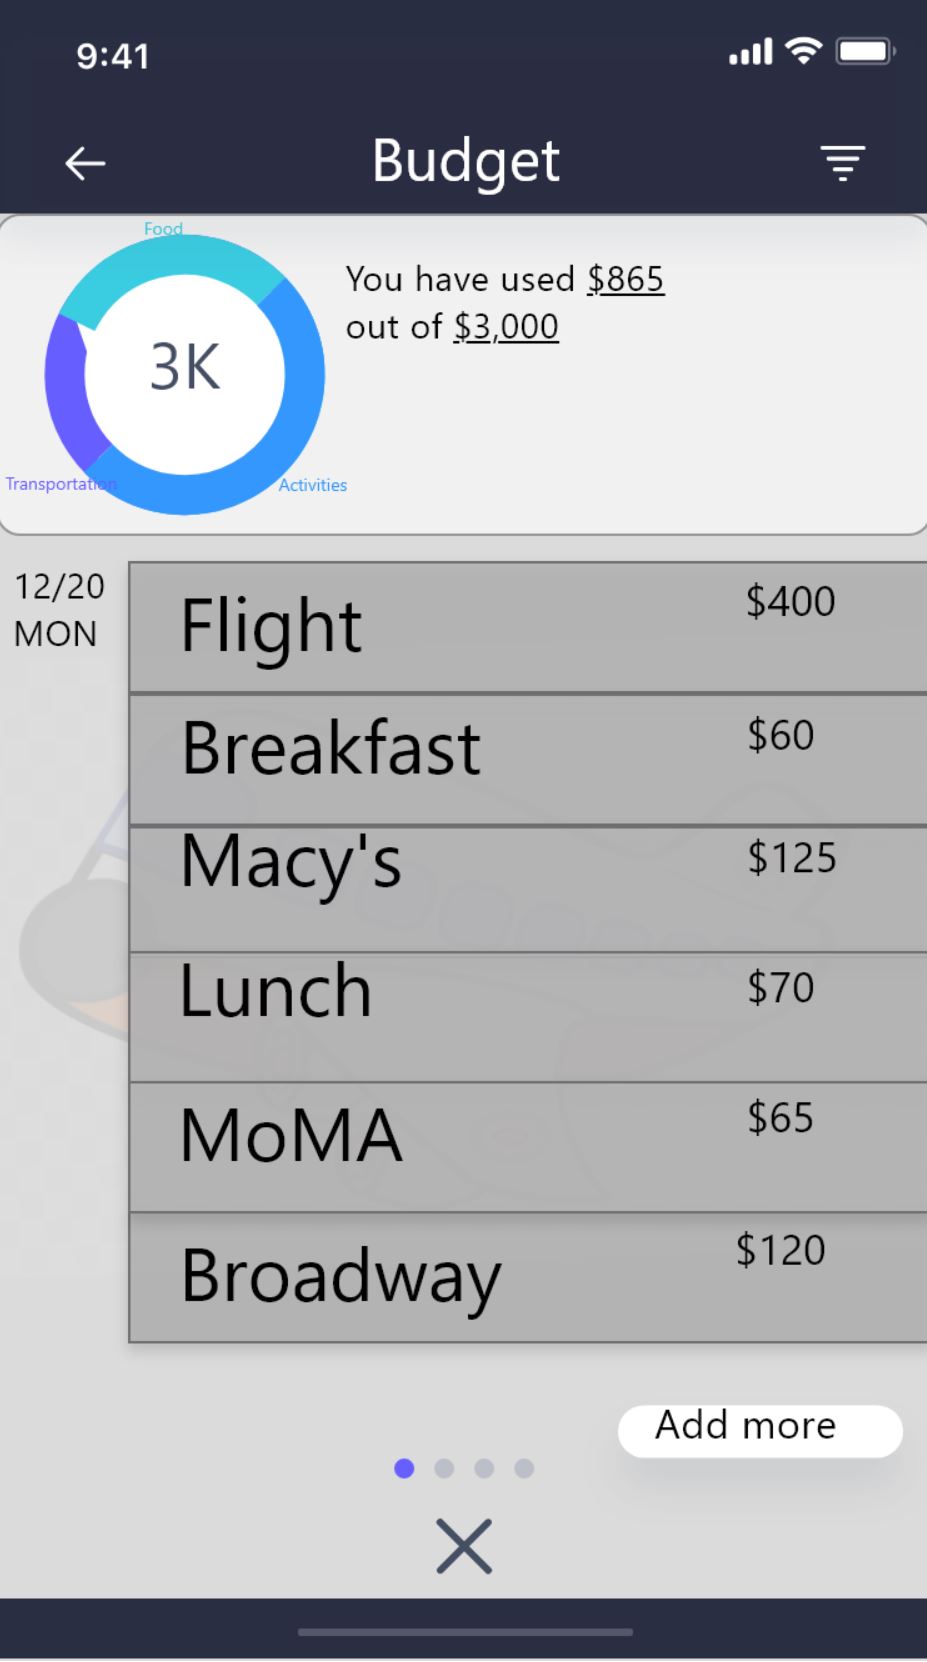 9:41
Budget
Food
3K
Transportation
Activities
You have used $865
out of $3,000
12/20
MON
Flight $400
Breakfast $60
Macy's $125
Lunch $70
MoMA $65
Broadway $120
Add more